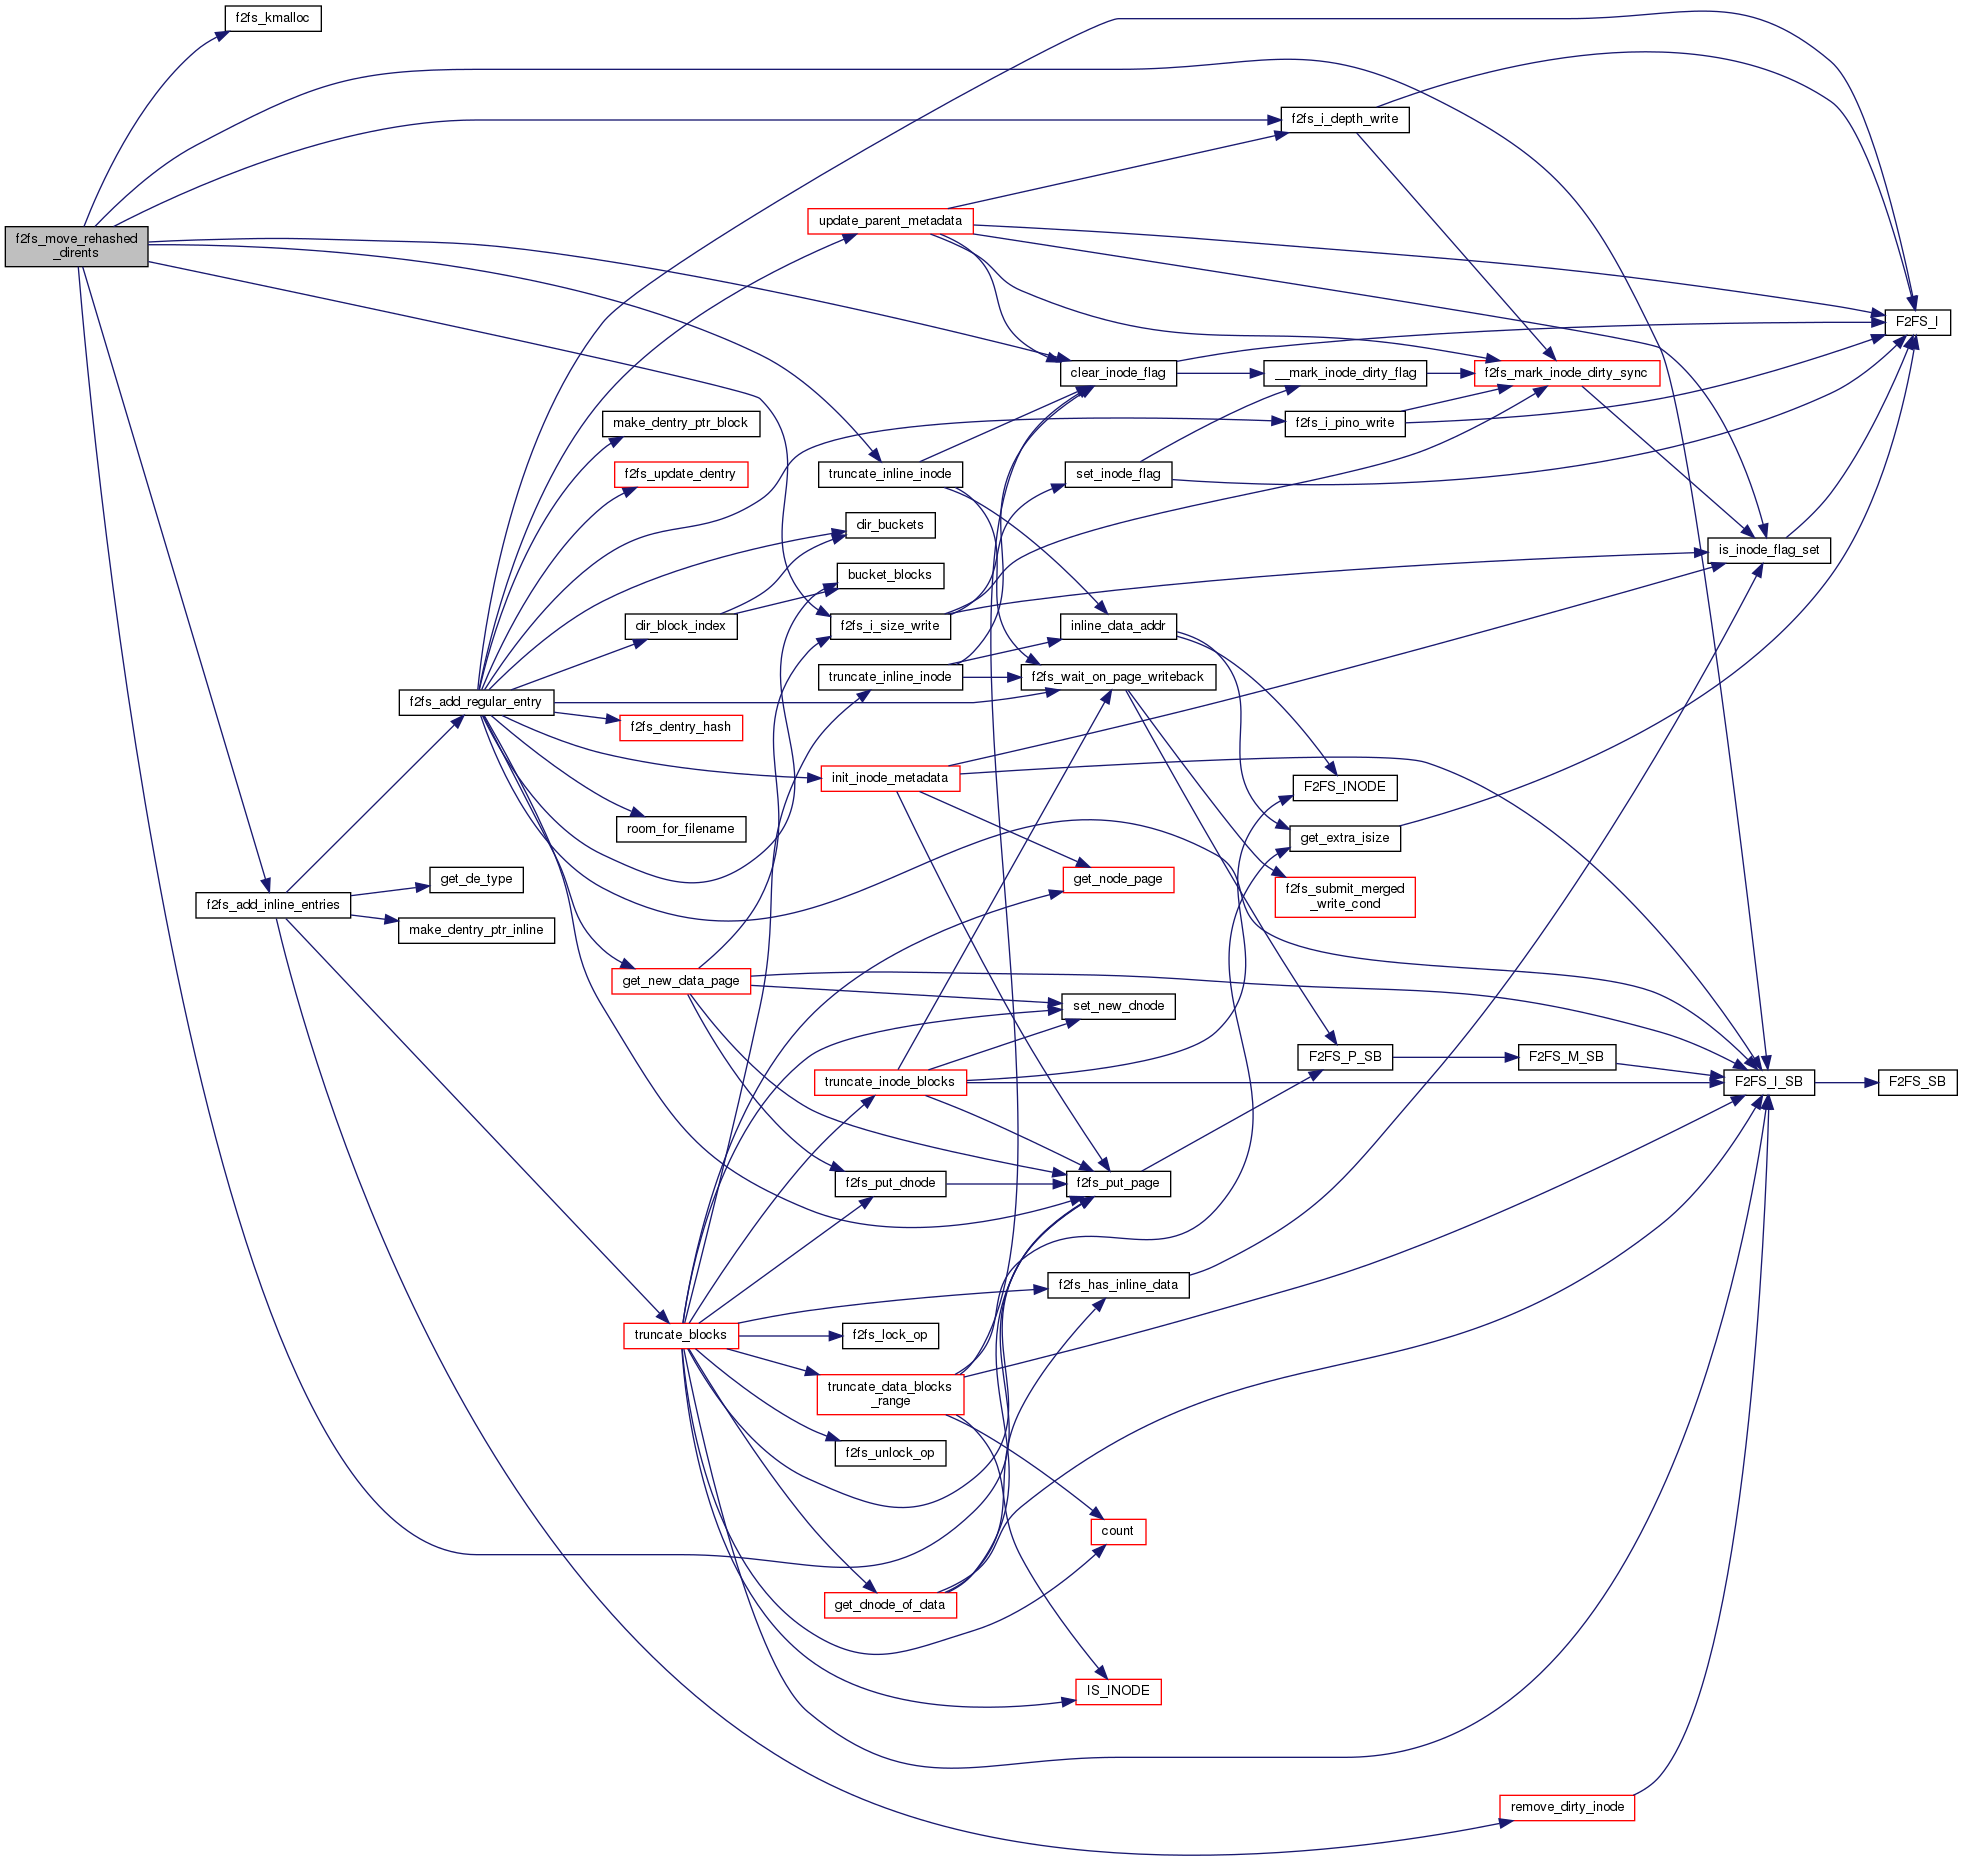 f2fs_kmalloc
f2fs_move_rehashed
_dirents
f2fs_i_depth_write
update_parent_metadata
F2FS_I
clear_inode_flag
__mark_inode_dirty_flag
f2fs_mark_inode_dirty_sync
make_dentry_ptr_block
f2fs_i_pino_write
f2fs_update_dentry
truncate_inline_inode
set_inode_flag
dir_buckets
is_inode_flag_set
bucket_blocks
dir_block_index
f2fs_i_size_write
inline_data_addr
truncate_inline_inode
f2fs_wait_on_page_writeback
f2fs_add_regular_entry
f2fs_dentry_hash
init_inode_metadata
F2FS_INODE
room_for_filename
get_extra_isize
get_de_type
get_node_page
f2fs_submit_merged
_write_cond
f2fs_add_inline_entries
make_dentry_ptr_inline
get_new_data_page
set_new_dnode
F2FS_P_SB
F2FS_M_SB
truncate_inode_blocks
F2FS_I_SB
F2FS_SB
f2fs_put_dnode
f2fs_put_page
f2fs_has_inline_data
truncate_blocks
f2fs_lock_op
truncate_data_blocks
_range
f2fs_unlock_op
count
get_dnode_of_data
IS_INODE
remove_dirty_inode